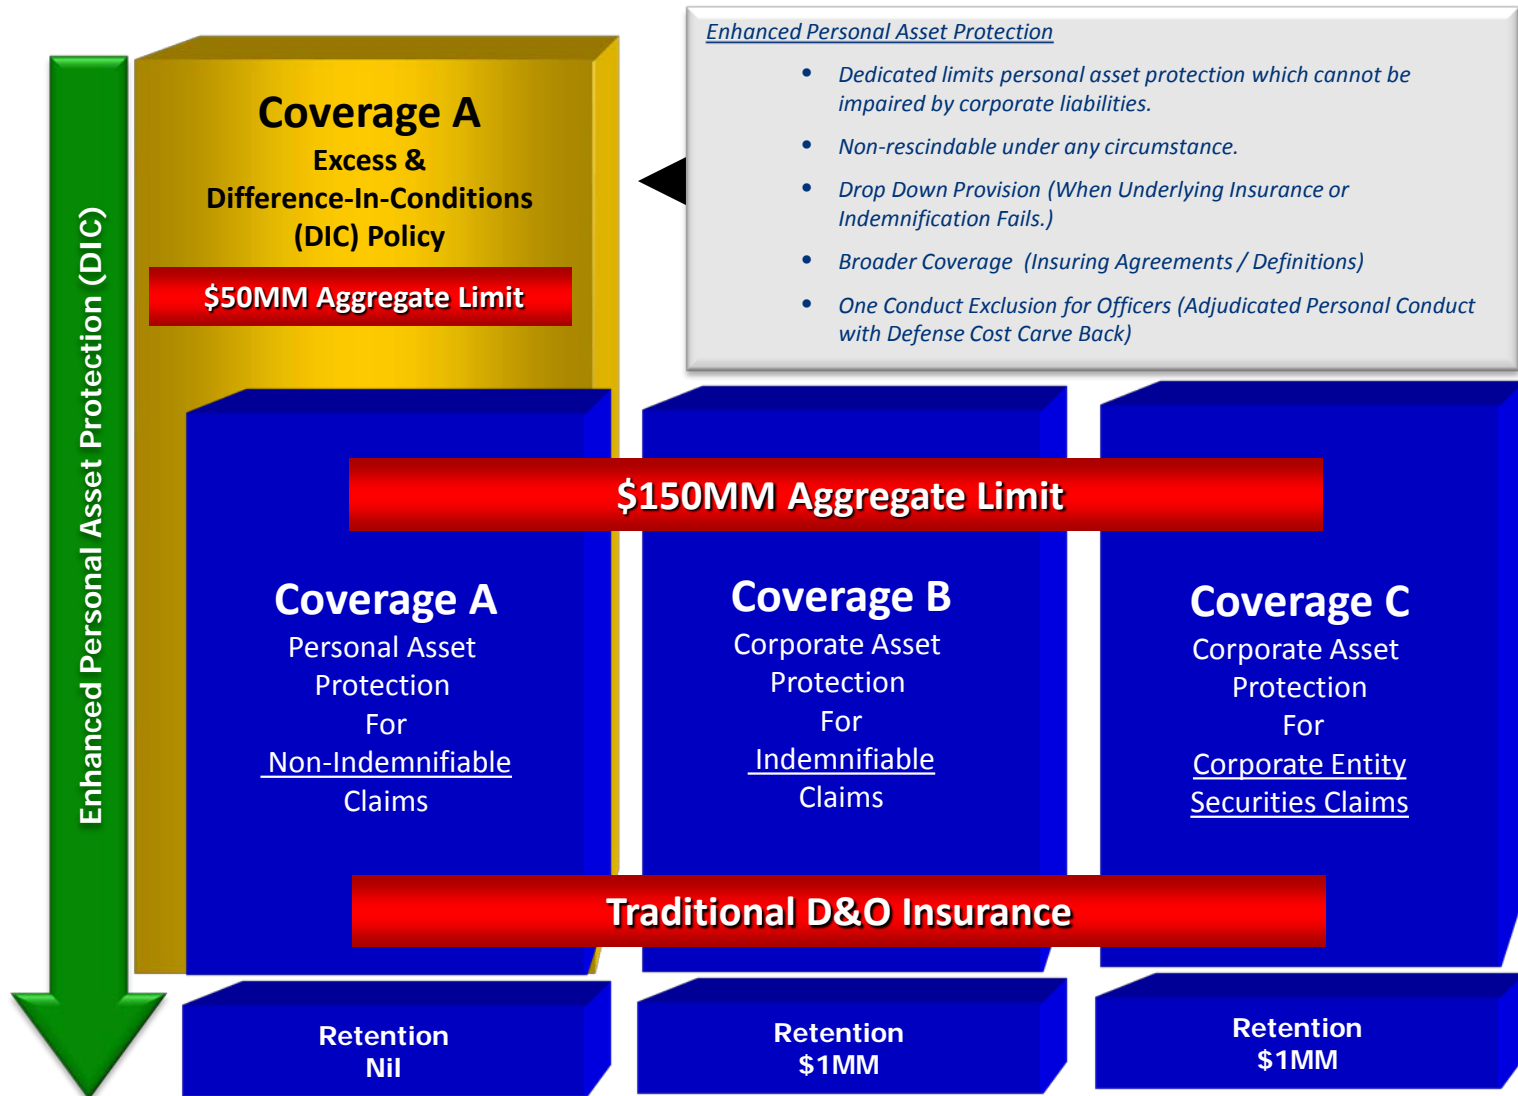 Enhanced Personal Asset Protection (DIC)
Coverage A
Excess &
Difference-In-Conditions
(DIC) Policy
$50MM Aggregate Limit
Enhanced Personal Asset Protection
• Dedicated limits personal asset protection which cannot be
impaired by corporate liabilities.
• Non-rescindable under any circumstance.
• Drop Down Provision (When Underlying Insurance or
Indemnification Fails.)
• Broader Coverage (Insuring Agreements / Definitions)
• One Conduct Exclusion for Officers (Adjudicated Personal Conduct
with Defense Cost Carve Back)
$150MM Aggregate Limit
Coverage A
Personal Asset
Protection
For
Non-Indemnifiable
Claims
Coverage B
Corporate Asset
Protection
For
Indemnifiable
Claims
Coverage C
Corporate Asset
Protection
For
Corporate Entity
Securities Claims
Traditional D&O Insurance
Retention
Nil
Retention
$1MM
Retention
$1MM